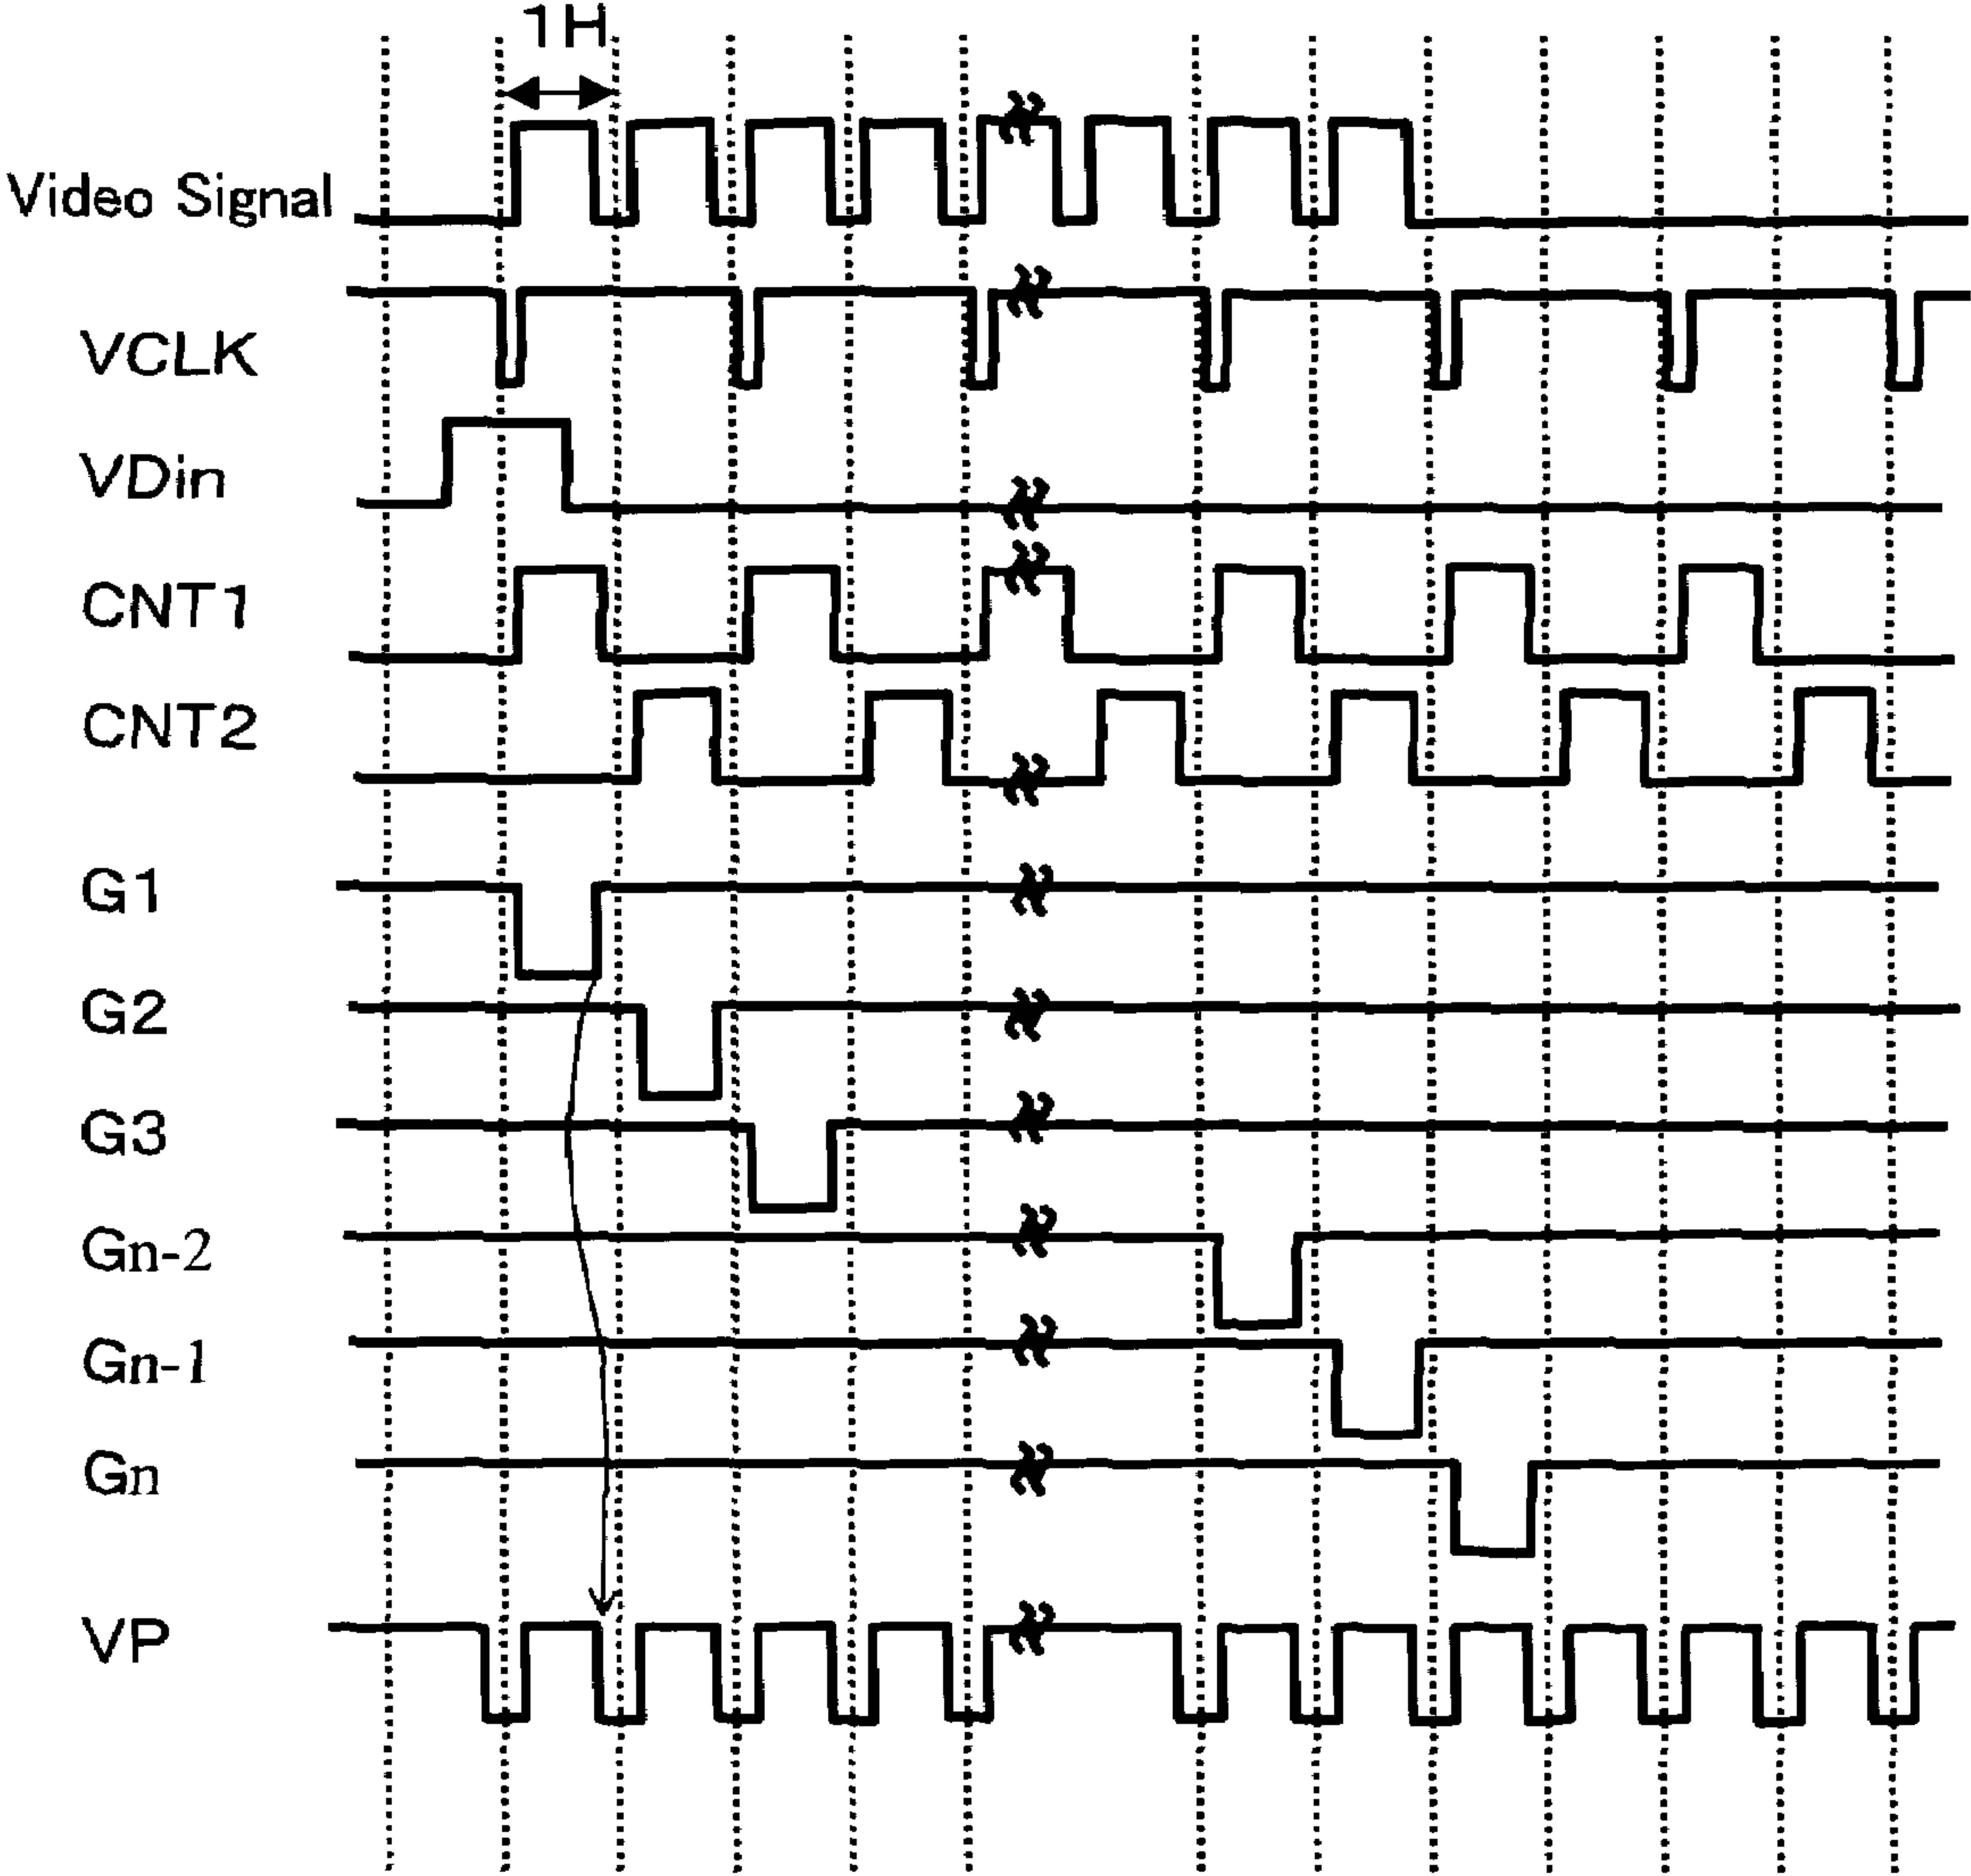 1H
Video Signal
VCLK
VDin
CNT1
CNT2
G1
G2
G3
Gn-2
Gn-1
Gn
VP